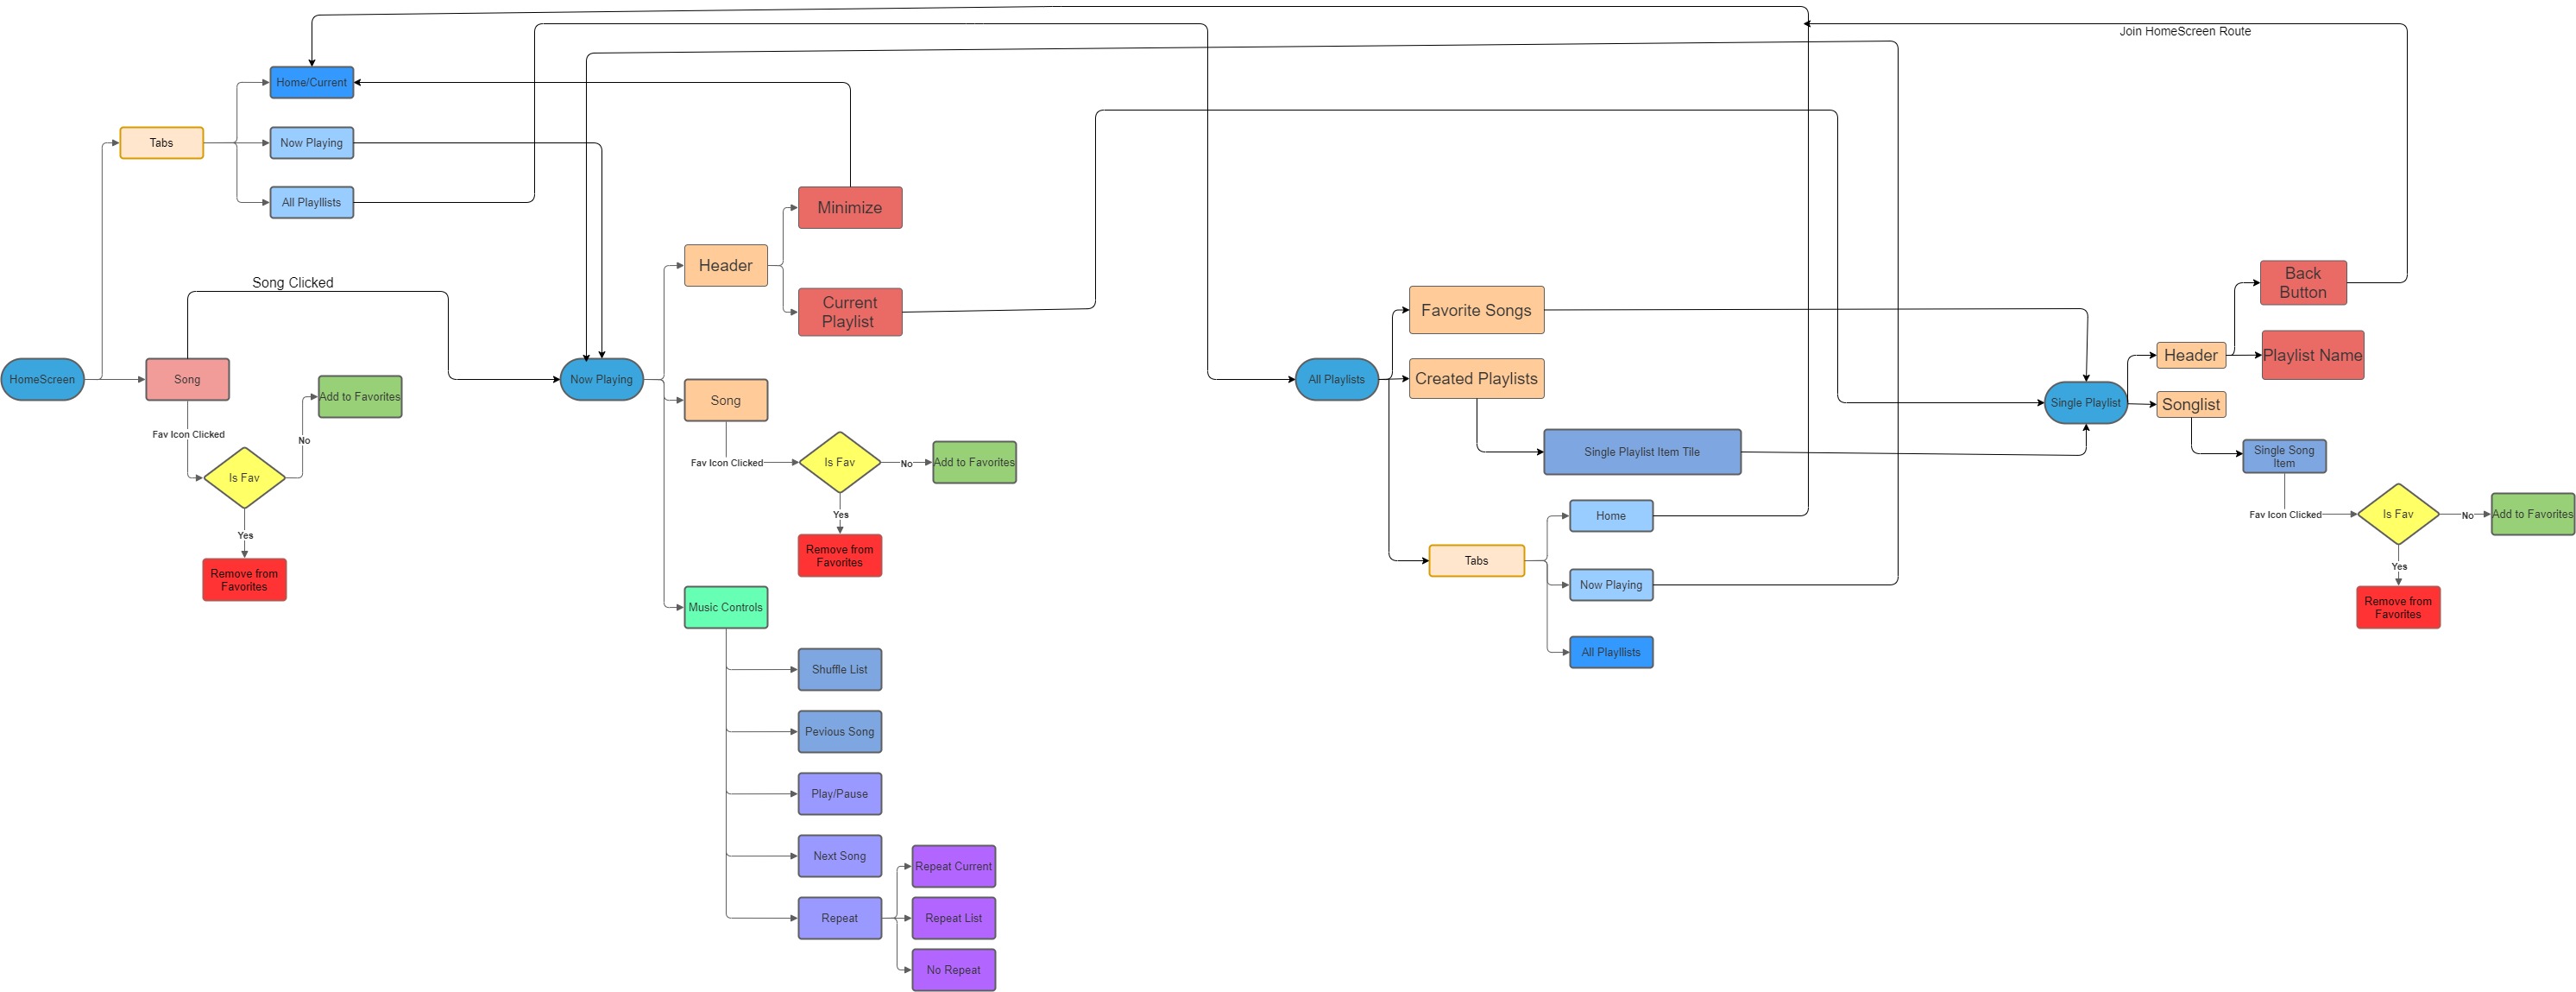 Join HomeScreen Route
Home/Current
Tabs
Now Playing
All Playllists
Minimize
Header
Current
Playlist
Song Clicked
HomeScreen
Song
Add to Favorites
Fav Icon Clicked
No
Is Fav
Yes
Remove from
Favorites
Now Playing
Song
Fav Icon Clicked
Is Fav
No
Add to Favorites
Yes
Remove from
Favorites
Music Controls
Shuffle List
Pevious Song
Play/Pause
Next Song
Repeat
Repeat Current
Repeat List
No Repeat
All Playlists
Favorite Songs
Created Playlists
Single Playlist Item Tile
Tabs
Home
Now Playing
All Playllists
Single Playlist
Header
Back
Button
Playlist Name
Songlist
Single Song
Item
Fav Icon Clicked
Is Fav
No
Add to Favorites
Yes
Remove from
Favorites